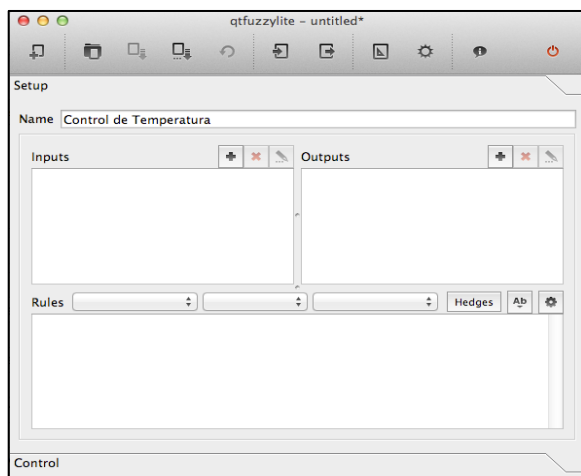 qtfuzzylite - untitled*
Setup
Name Control de Temperatura
Inputs
Outputs
Rules Hedges Ab
Control